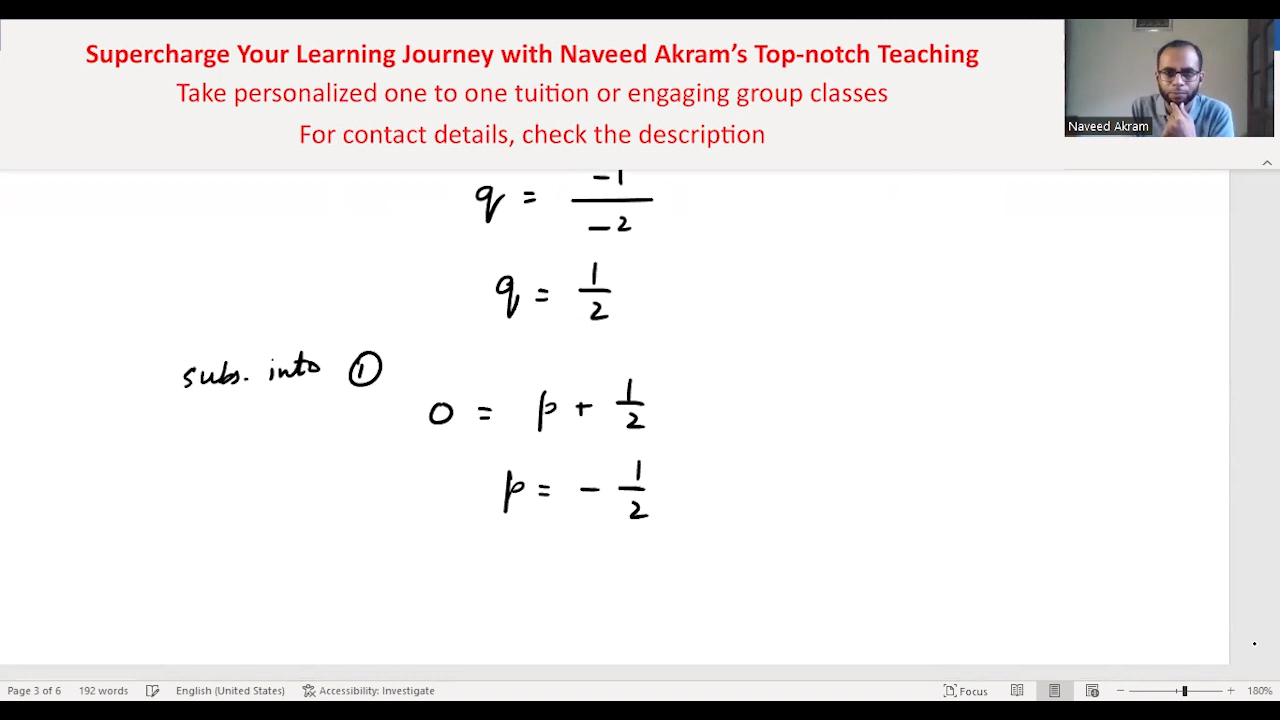 Supercharge Your Learning Journey with Naveed Akram's Top-notch Teaching
Take personalized one to one tuition or engaging group classes
For contact details, check the description
Naveed Akram
q = -1/-2
q = 1/2
subs. into ①
0 = p + 1/2
p = - 1/2
Page 3 of 6 192 words English (United States) Accessibility: Investigate Focus 180%